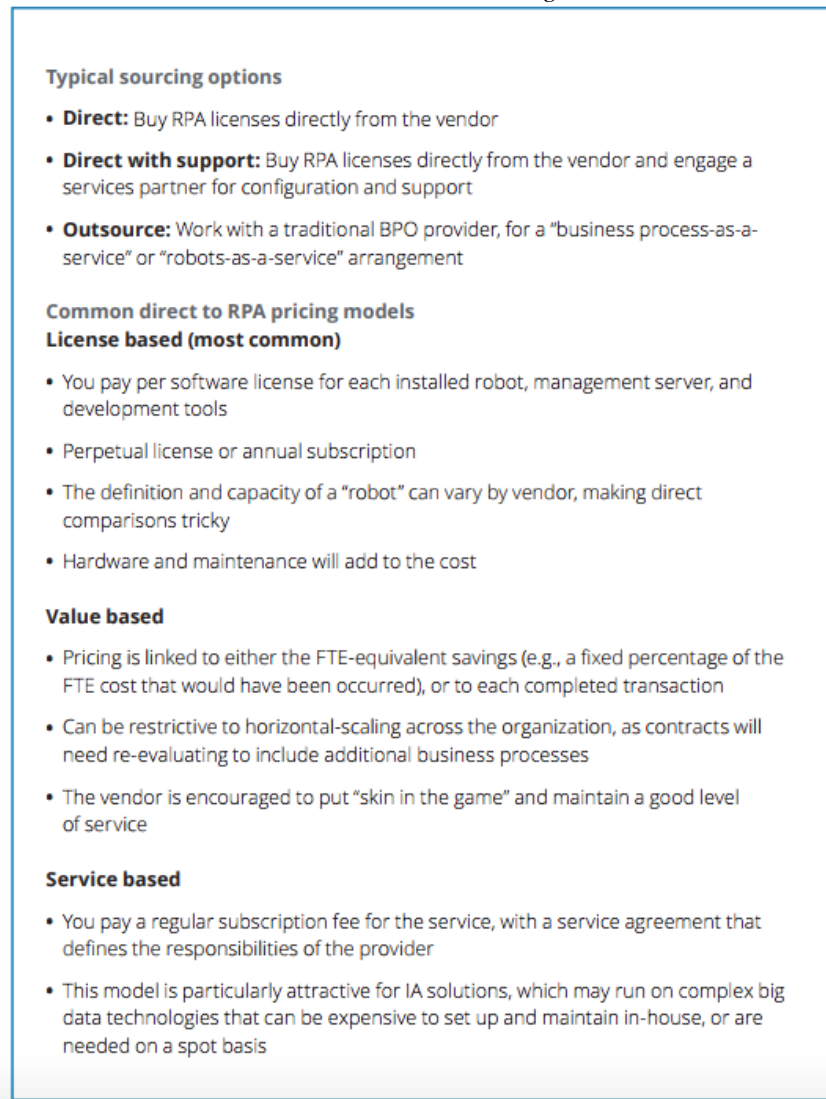 Typical sourcing options
• Direct: Buy RPA licenses directly from the vendor
• Direct with support: Buy RPA licenses directly from the vendor and engage a
services partner for configuration and support
• Outsource: Work with a traditional BPO provider, for a “business process-as-a-
service” or “robots-as-a-service” arrangement
Common direct to RPA pricing models
License based (most common)
• You pay per software license for each installed robot, management server, and
development tools
• Perpetual license or annual subscription
• The definition and capacity of a “robot” can vary by vendor, making direct
comparisons tricky
• Hardware and maintenance will add to the cost
Value based
• Pricing is linked to either the FTE-equivalent savings (e.g., a fixed percentage of the
FTE cost that would have been occurred), or to each completed transaction
• Can be restrictive to horizontal-scaling across the organization, as contracts will
need re-evaluating to include additional business processes
• The vendor is encouraged to put “skin in the game” and maintain a good level
of service
Service based
• You pay a regular subscription fee for the service, with a service agreement that
defines the responsibilities of the provider
• This model is particularly attractive for IA solutions, which may run on complex big
data technologies that can be expensive to set up and maintain in-house, or are
needed on a spot basis